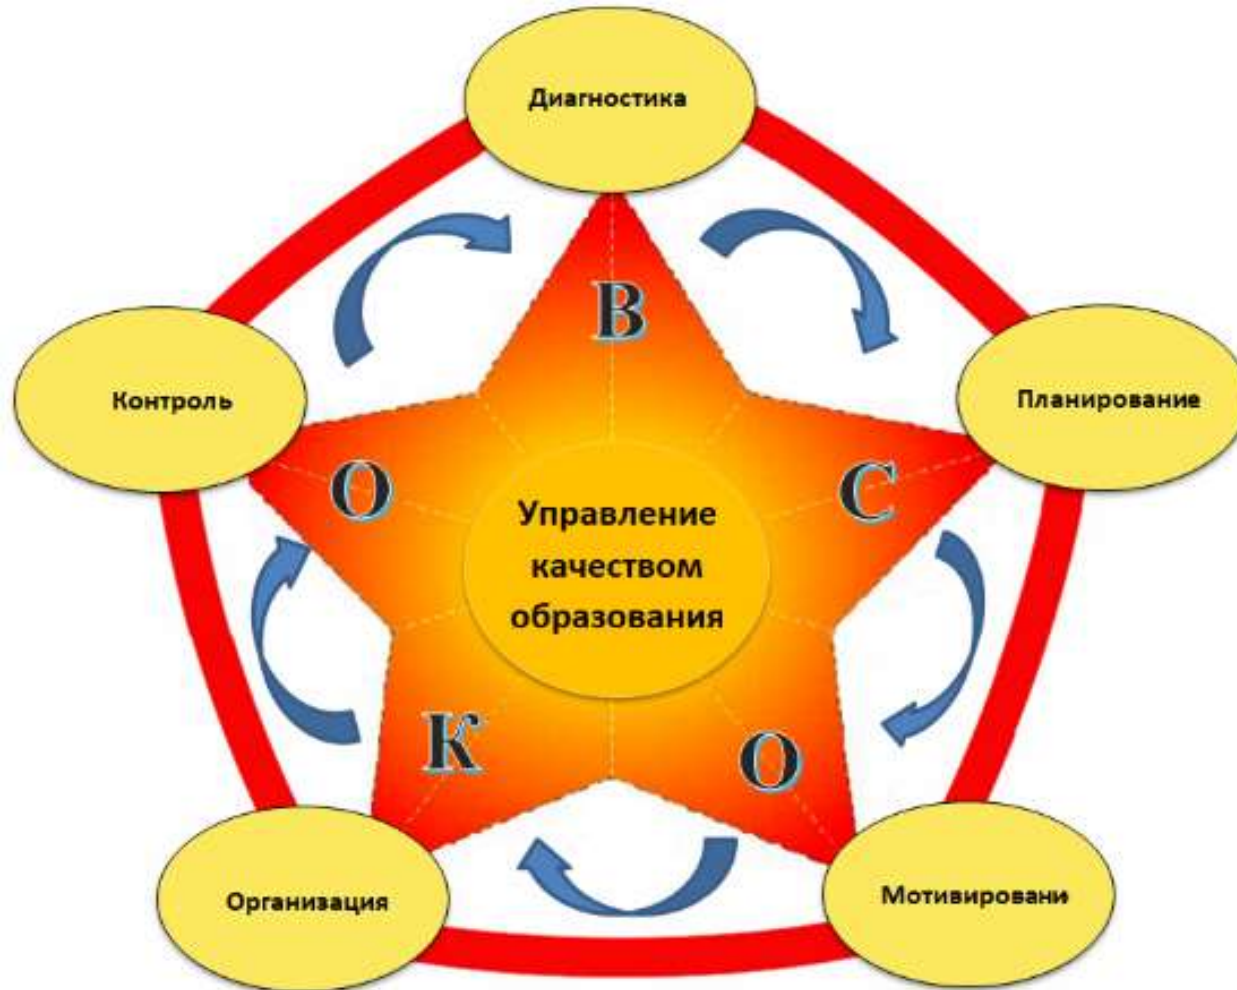 Диагностика
В
Контроль
Планирование
О
С
Управление
качеством
образования
К
О
Организация
Мотивировани